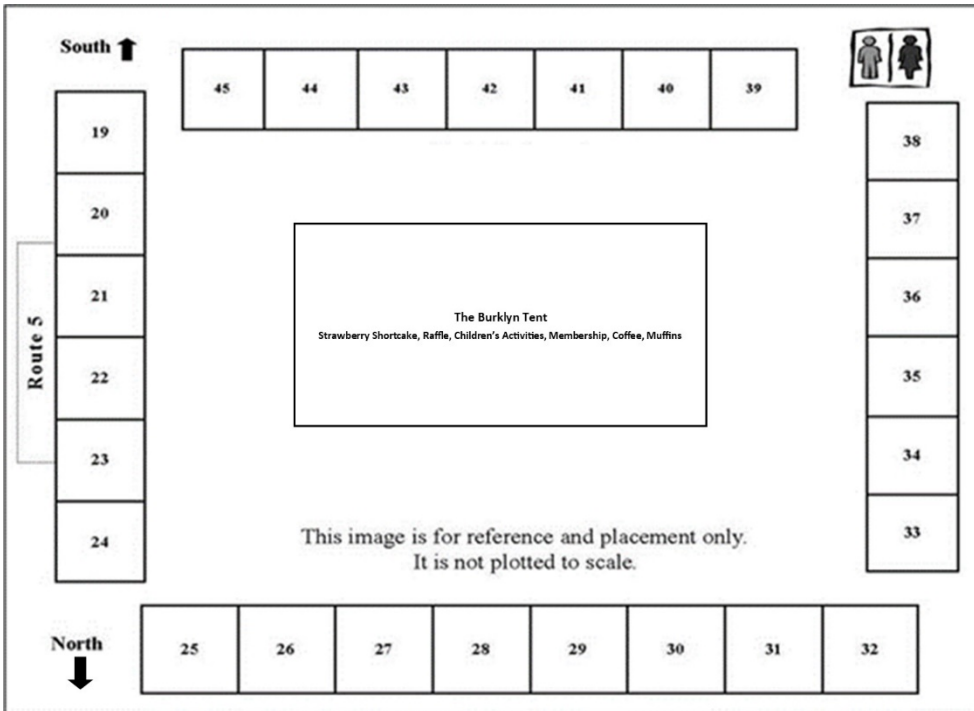 South
45 44 43 42 41 40 39
19
20
21
22
23
24
Route 5
38
37
36
35
34
33
The Burklyn Tent
Strawberry Shortcake, Raffle, Children's Activities, Membership, Coffee, Muffins
This image is for reference and placement only.
It is not plotted to scale.
North
25 26 27 28 29 30 31 32